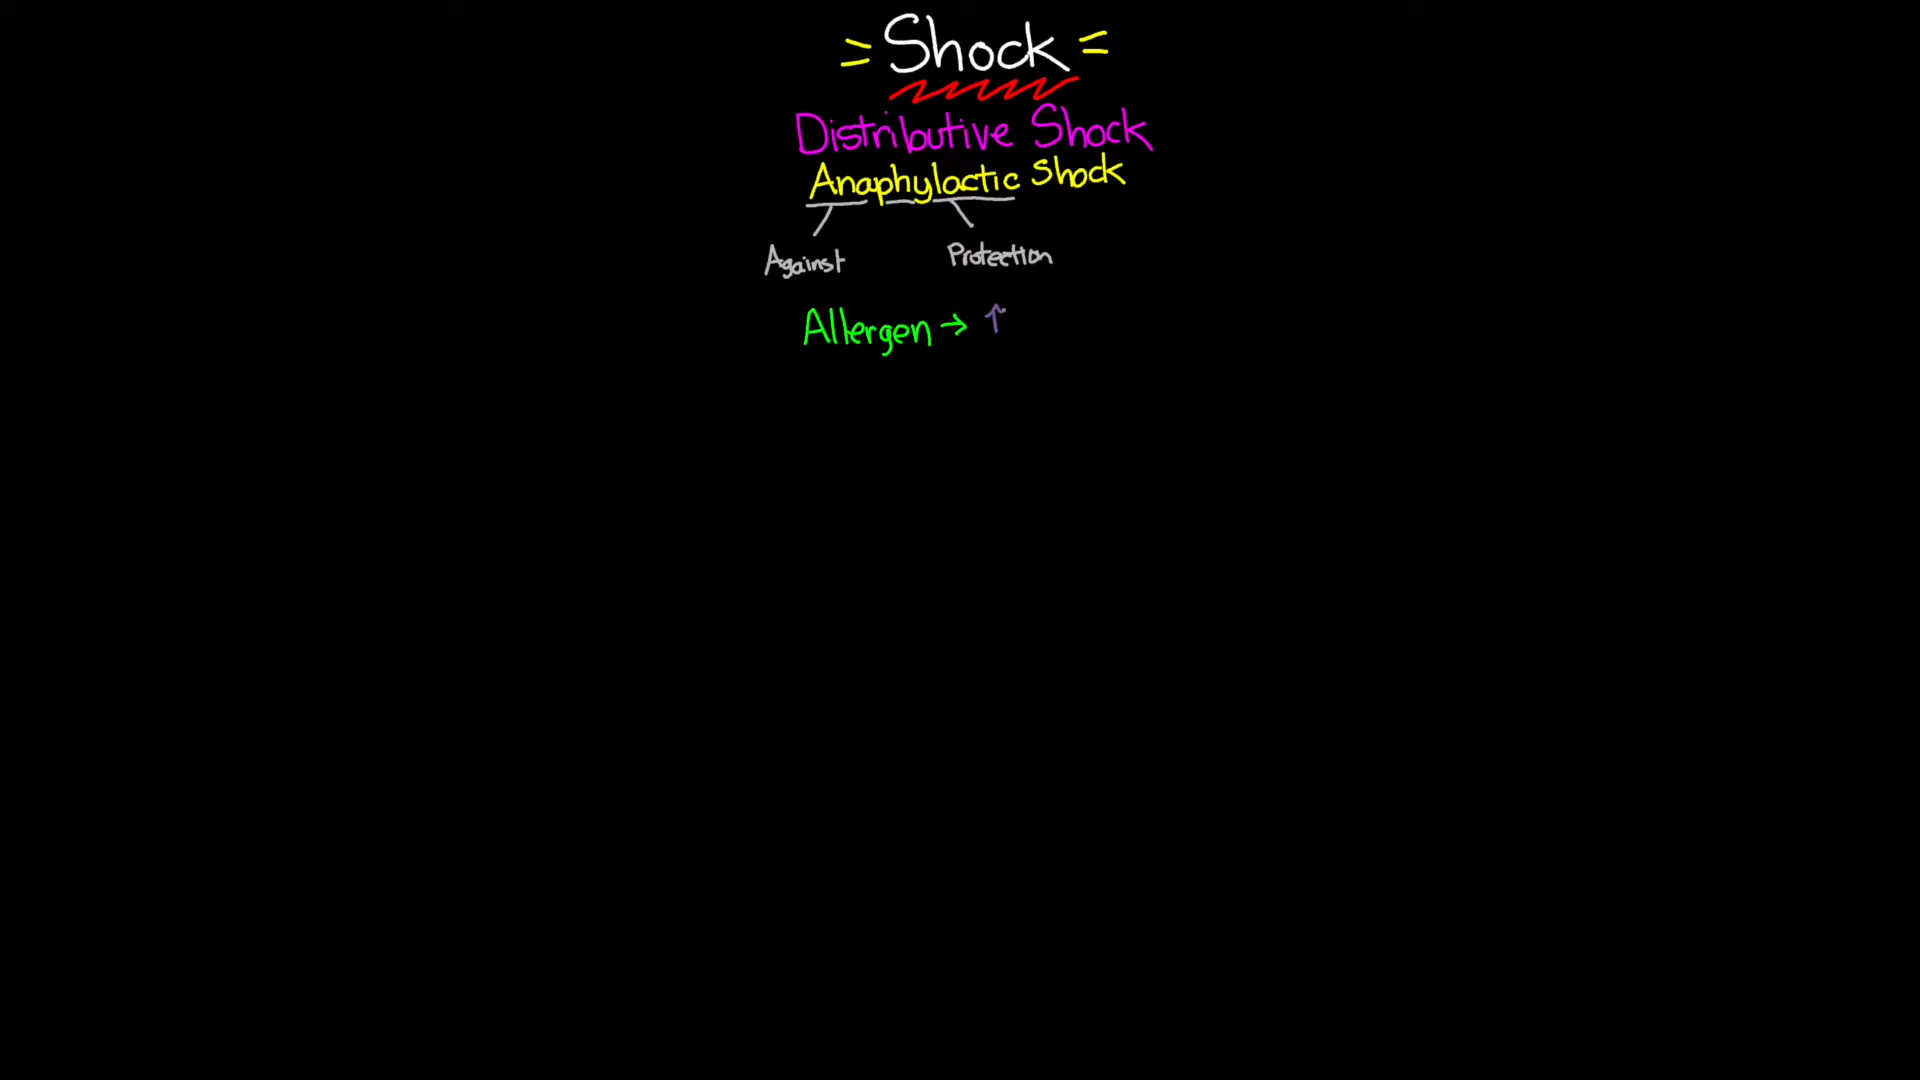 = Shock =
Distributive Shock
Anaphylactic Shock
Against Protection
Allergen → ↑